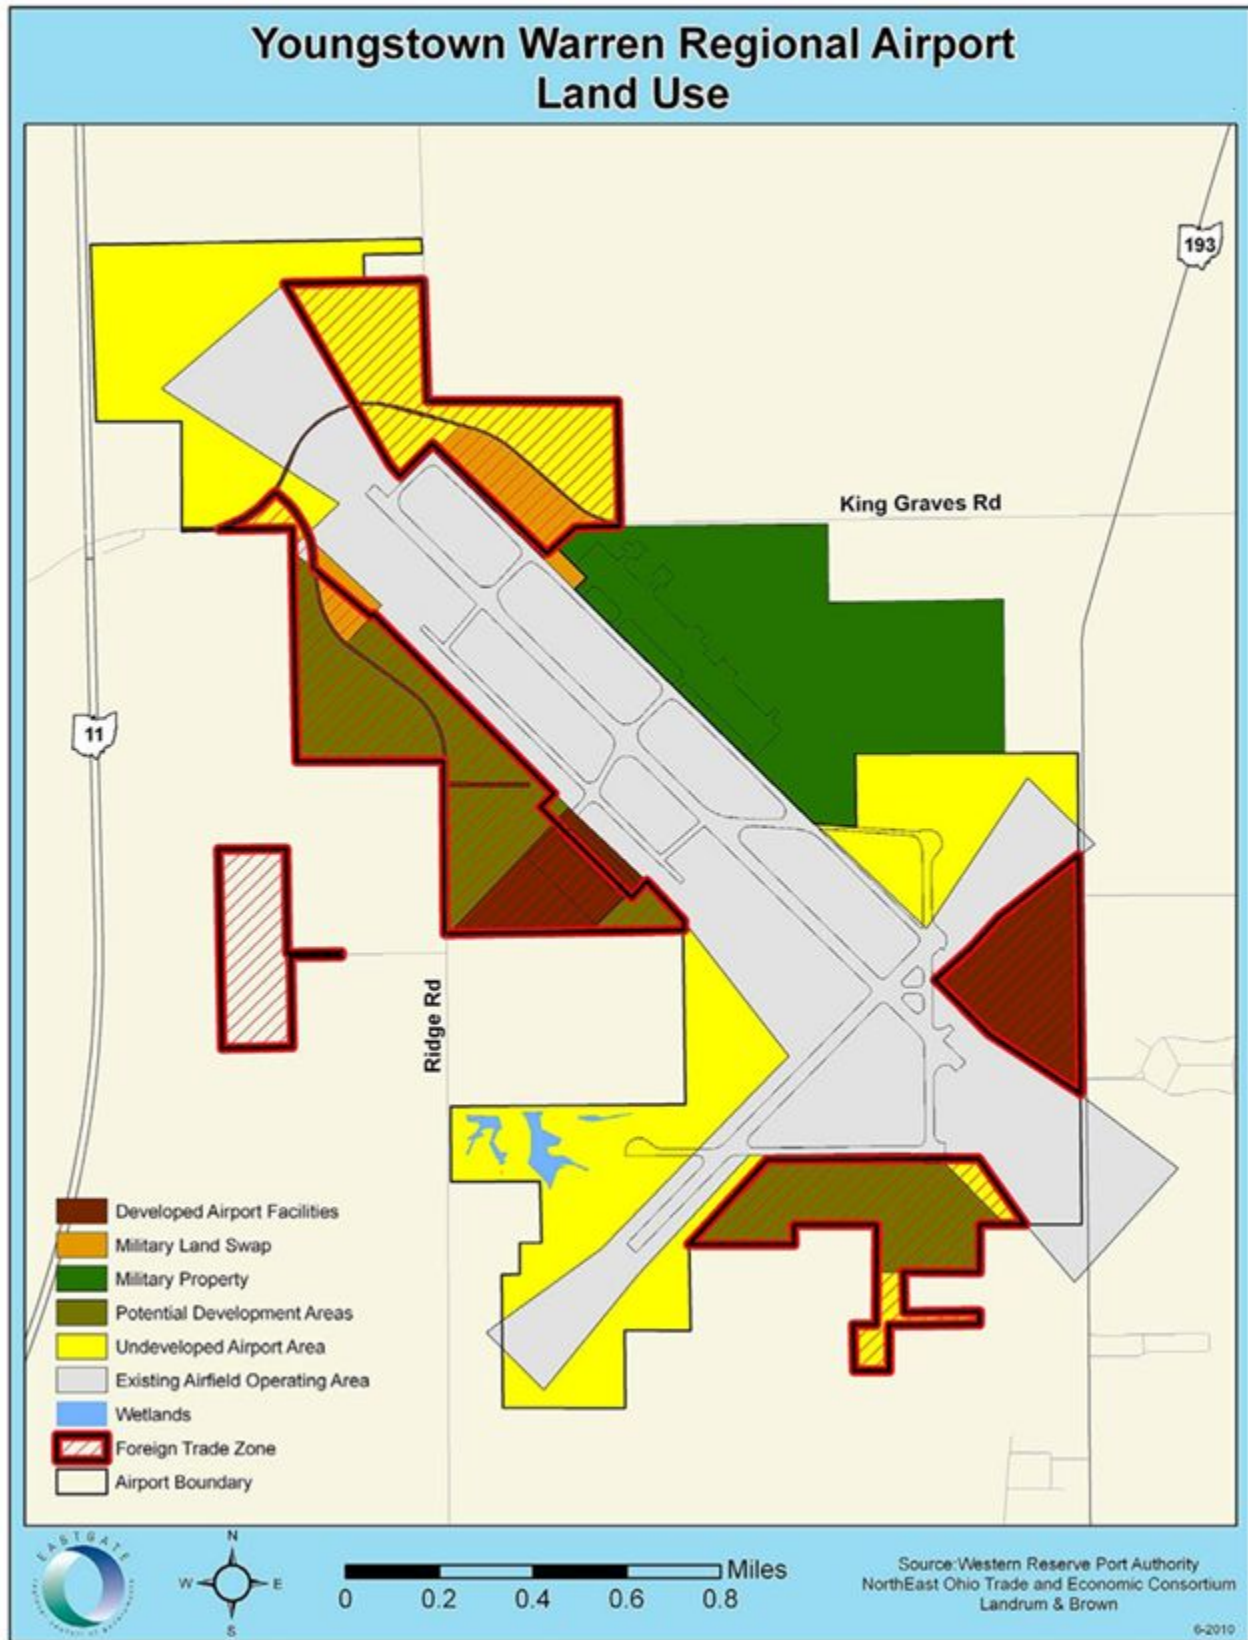 Youngstown Warren Regional Airport
Land Use
193
King Graves Rd
11
Ridge Rd
Developed Airport Facilities
Military Land Swap
Military Property
Potential Development Areas
Undeveloped Airport Area
Existing Airfield Operating Area
Wetlands
Foreign Trade Zone
Airport Boundary
EASTGATE
N
W E
S
Miles
0 0.2 0.4 0.6 0.8
Source:Western Reserve Port Authority
NorthEast Ohio Trade and Economic Consortium
Landrum & Brown
6-2010